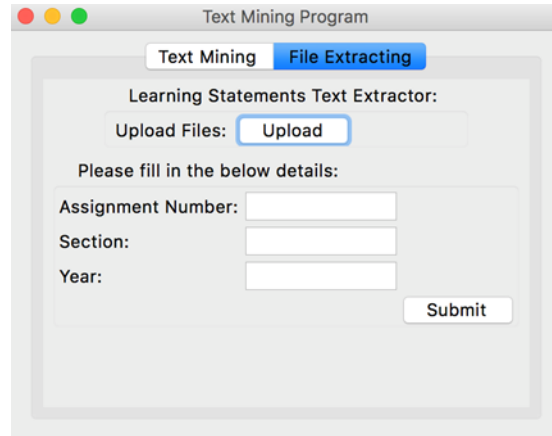 Text Mining Program
Text Mining File Extracting
Learning Statements Text Extractor:
Upload Files: Upload
Please fill in the below details:
Assignment Number:
Section:
Year:
Submit